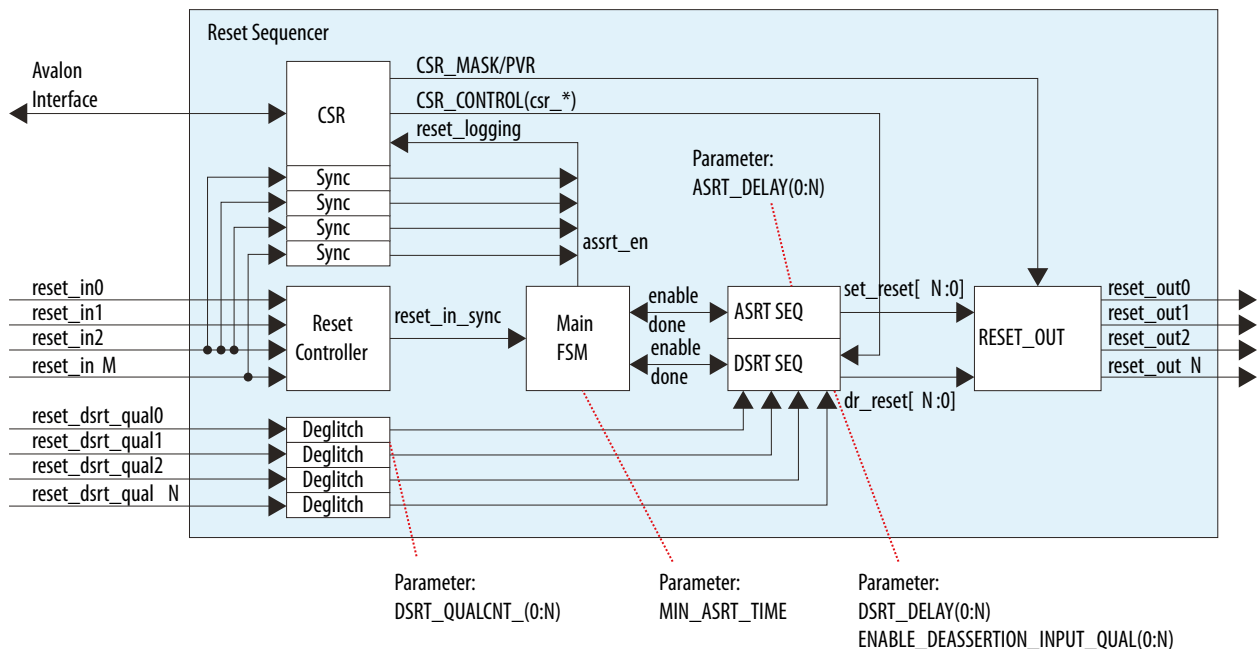 Reset Sequencer
Avalon
Interface
CSR_MASK/PVR
CSR_CONTROL(csr_*)
CSR
reset_logging
Parameter:
ASRT_DELAY(0:N)
Sync
Sync
Sync
Sync
assrt_en
reset_in0
reset_in1
reset_in2
reset_in M
Reset
Controller
reset_in_sync
Main
FSM
enable
done
enable
done
ASRT SEQ
DSRT SEQ
set_reset[ N:0]
dr_reset[ N:0]
RESET_OUT
reset_out0
reset_out1
reset_out2
reset_out N
reset_dsrt_qual0
reset_dsrt_qual1
reset_dsrt_qual2
reset_dsrt_qual N
Deglitch
Deglitch
Deglitch
Deglitch
Parameter:
DSRT_QUALCNT_(0:N)
Parameter:
MIN_ASRT_TIME
Parameter:
DSRT_DELAY(0:N)
ENABLE_DEASSERTION_INPUT_QUAL(0:N)